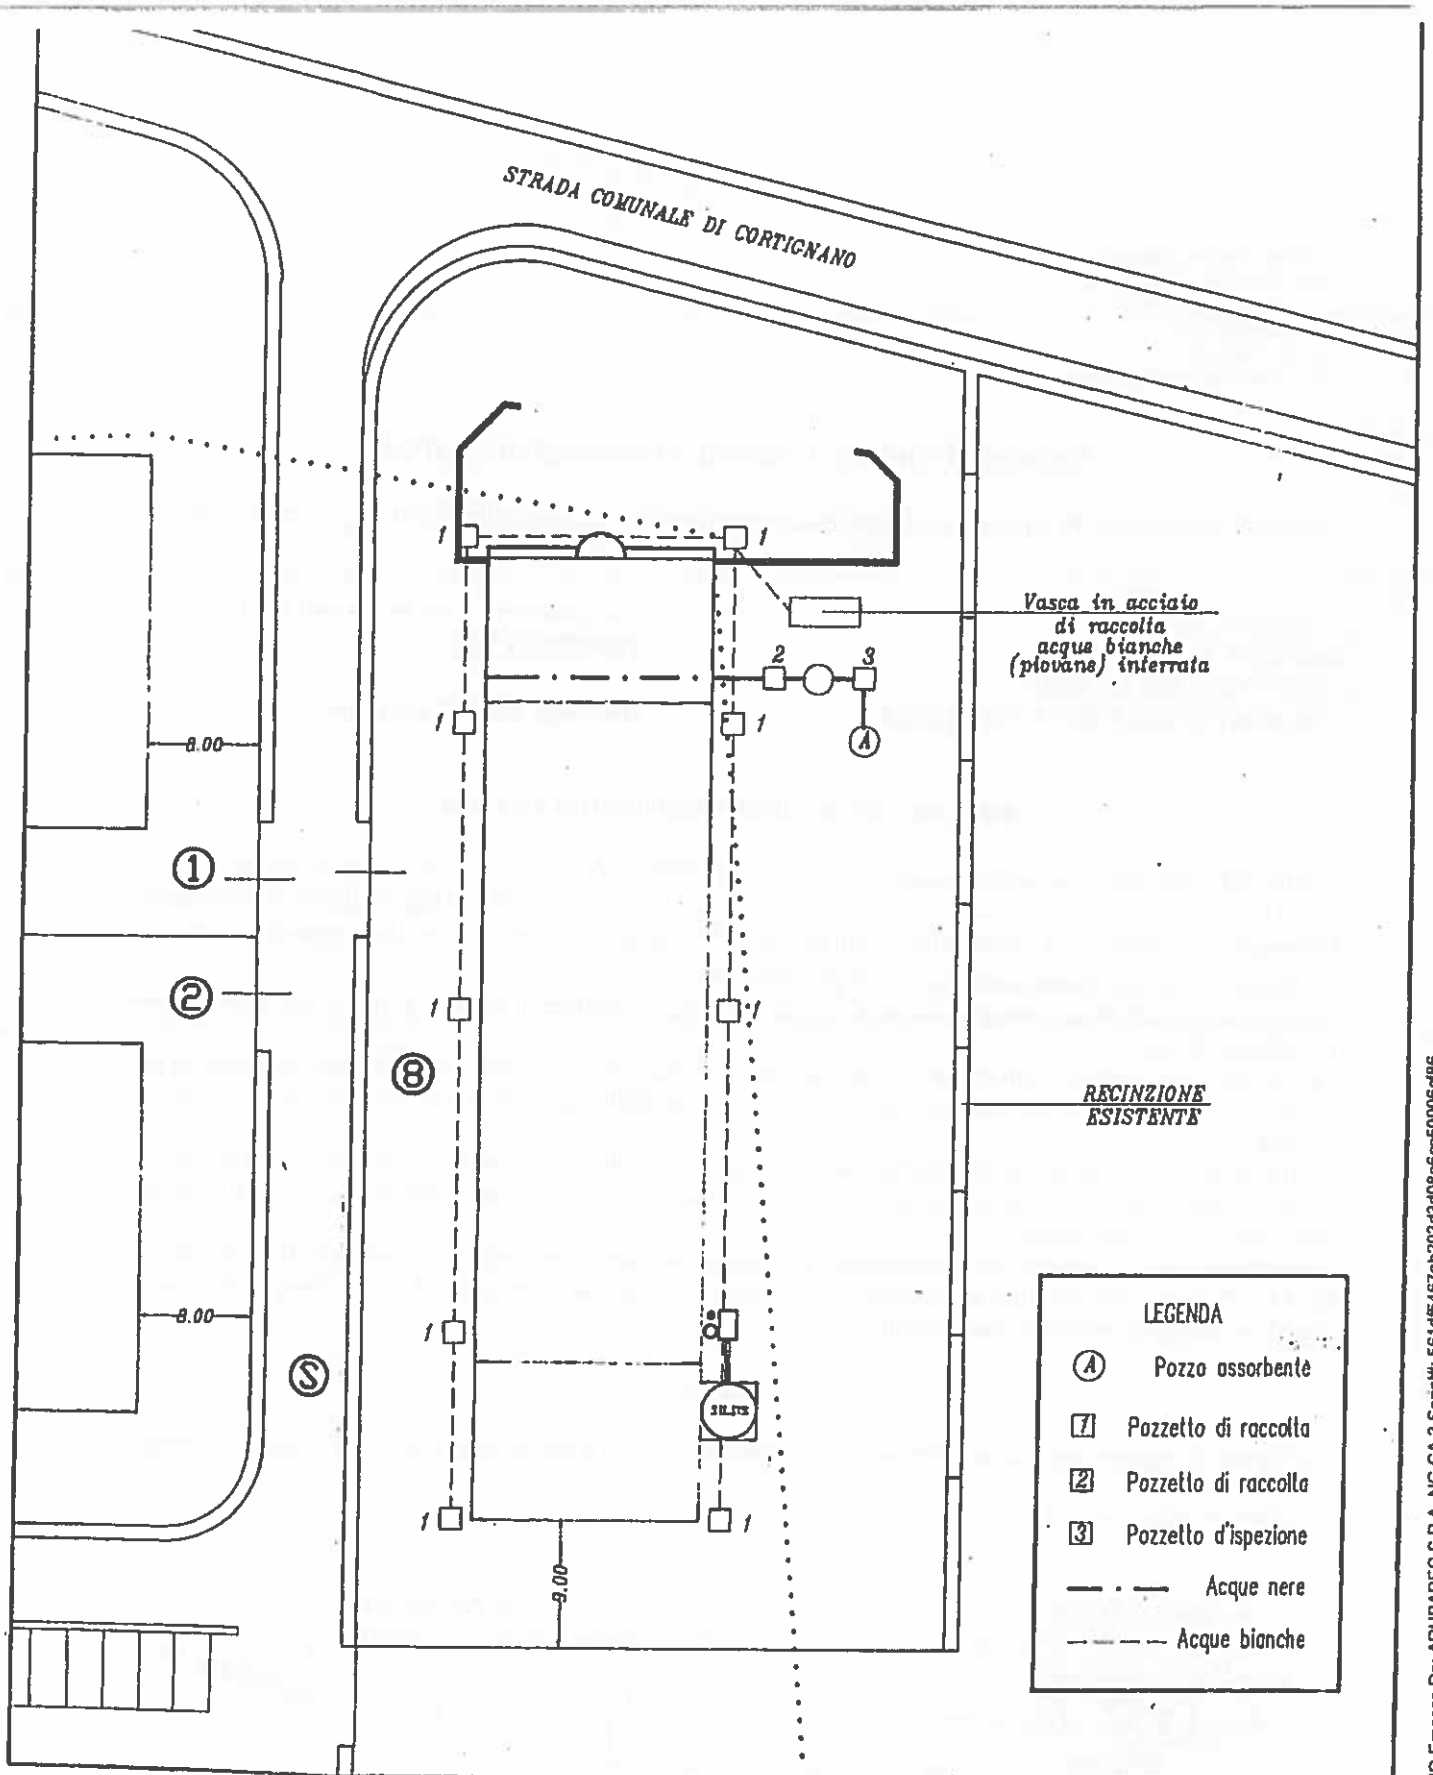 STRADA COMUNALE DI CORTIGNANO
1
1
Vasca in acciaio
di raccolta
acque bianche
(piovane) interrata
2
3
1
1
A
8.00
1
2
1
1
8
RECINZIONE
ESISTENTE
1
8.00
S
SILOS
1
1
9.00
LEGENDA
A Pozzo assorbente
1 Pozzetto di raccolta
2 Pozzetto di raccolta
3 Pozzetto d'ispezione
Acque nere
Acque bianche